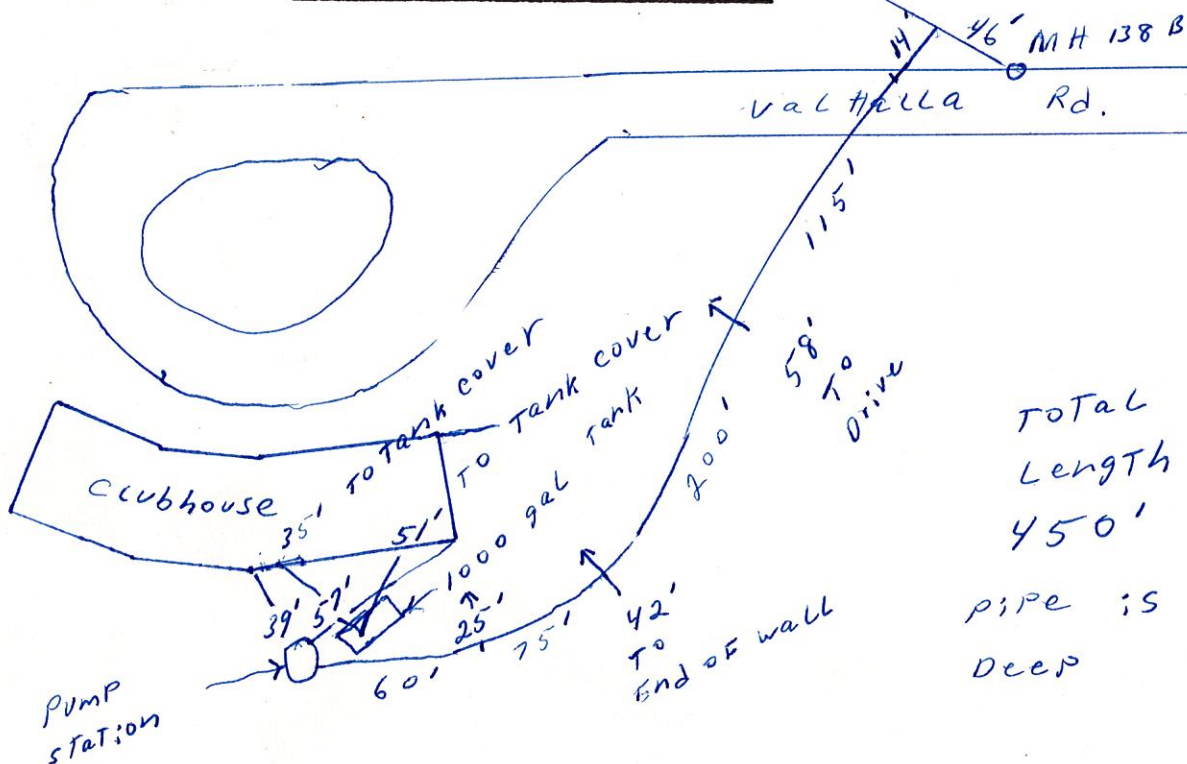 14'
46' MH 138 B
VALHALLA Rd.
115'
58'
To
Drive
200'
TOTAL
LengTh
450'
pipe is
Deep
Clubhouse
35' To Tank cover
51' To Tank cover
1000 gal Tank
39'
25'
75'
60'
42'
To
End of wall
Pump
station